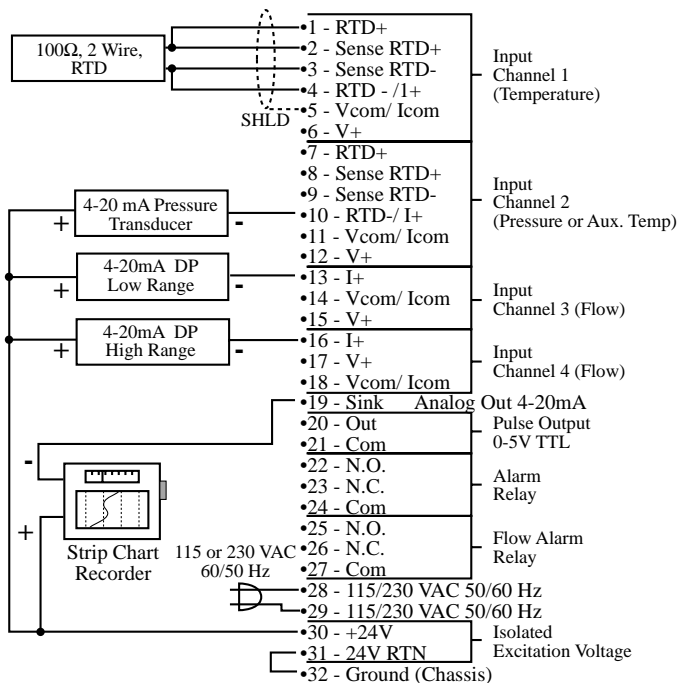 1 - RTD+
2 - Sense RTD+
3 - Sense RTD-
4 - RTD - /1+
5 - Vcom/ Icom
6 - V+
100Ω, 2 Wire,
RTD
SHLD
Input
Channel 1
(Temperature)
7 - RTD+
8 - Sense RTD+
9 - Sense RTD-
10 - RTD-/ I+
11 - Vcom/ Icom
12 - V+
4-20 mA Pressure
Transducer
+
-
Input
Channel 2
(Pressure or Aux. Temp)
13 - I+
14 - Vcom/ Icom
15 - V+
4-20mA DP
Low Range
+
-
Input
Channel 3 (Flow)
16 - I+
17 - V+
18 - Vcom/ Icom
4-20mA DP
High Range
+
-
Input
Channel 4 (Flow)
19 - Sink Analog Out 4-20mA
20 - Out
21 - Com
Pulse Output
0-5V TTL
22 - N.O.
23 - N.C.
24 - Com
Alarm
Relay
25 - N.O.
26 - N.C.
27 - Com
Flow Alarm
Relay
-
+
Strip Chart
Recorder
115 or 230 VAC
60/50 Hz
28 - 115/230 VAC 50/60 Hz
29 - 115/230 VAC 50/60 Hz
30 - +24V
31 - 24V RTN
Isolated
Excitation Voltage
32 - Ground (Chassis)